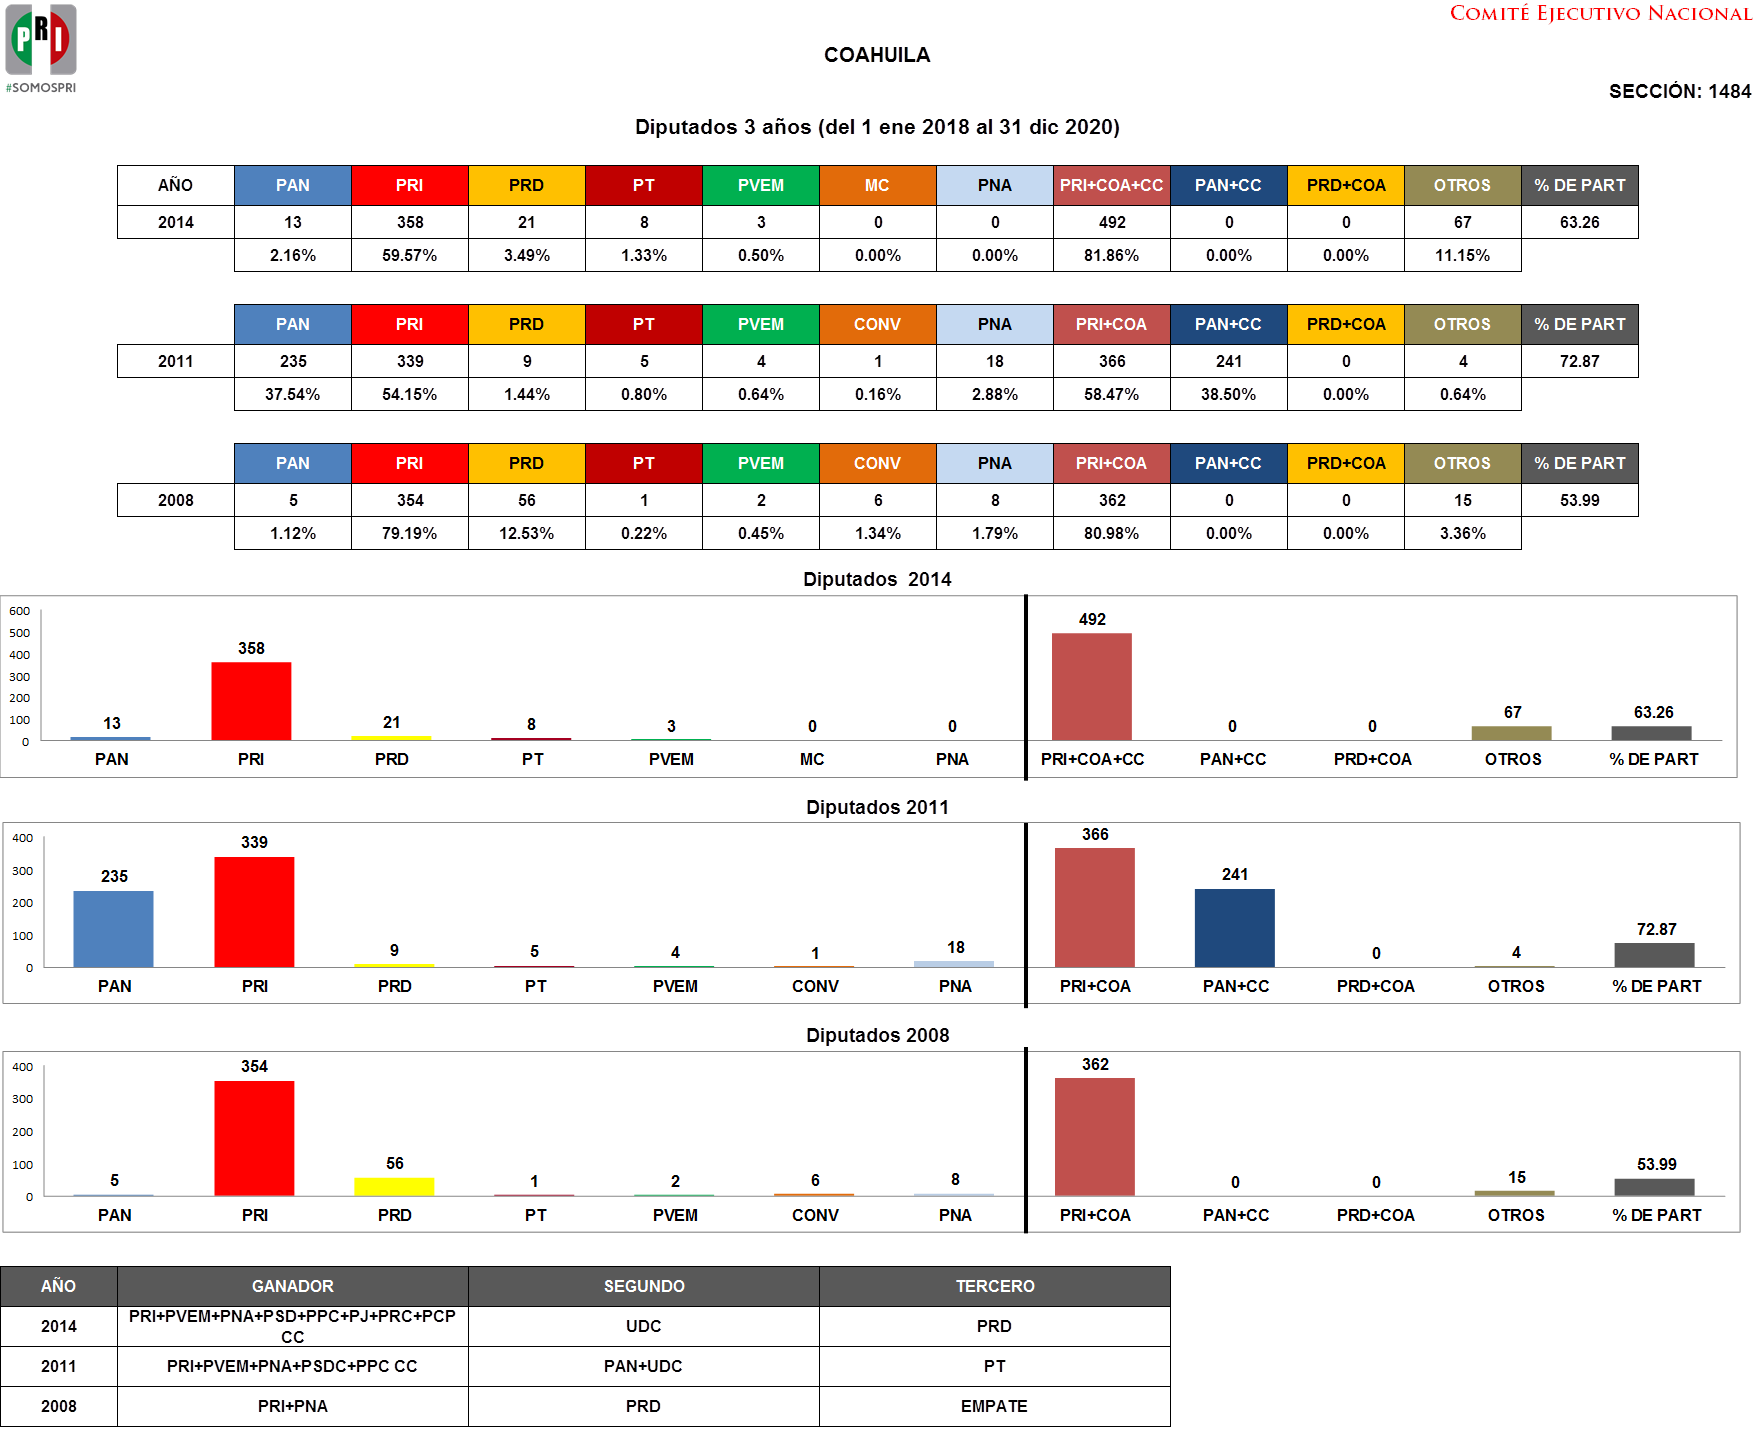 PRI
#SOMOSPRI
COMITÉ EJECUTIVO NACIONAL
COAHUILA
SECCIÓN: 1484
Diputados 3 años (del 1 ene 2018 al 31 dic 2020)
AÑO PAN PRI PRD PT PVEM MC PNA PRI+COA+CC PAN+CC PRD+COA OTROS % DE PART
2014 13 358 21 8 3 0 0 492 0 0 67 63.26
2.16% 59.57% 3.49% 1.33% 0.50% 0.00% 0.00% 81.86% 0.00% 0.00% 11.15%
PAN PRI PRD PT PVEM CONV PNA PRI+COA PAN+CC PRD+COA OTROS % DE PART
2011 235 339 9 5 4 1 18 366 241 0 4 72.87
37.54% 54.15% 1.44% 0.80% 0.64% 0.16% 2.88% 58.47% 38.50% 0.00% 0.64%
PAN PRI PRD PT PVEM CONV PNA PRI+COA PAN+CC PRD+COA OTROS % DE PART
2008 5 354 56 1 2 6 8 362 0 0 15 53.99
1.12% 79.19% 12.53% 0.22% 0.45% 1.34% 1.79% 80.98% 0.00% 0.00% 3.36%
Diputados 2014
600
500
400
300
200
100
0
13 358 21 8 3 0 0 492 0 0 67 63.26
PAN PRI PRD PT PVEM MC PNA PRI+COA+CC PAN+CC PRD+COA OTROS % DE PART
Diputados 2011
400
300
200
100
0
235 339 9 5 4 1 18 366 241 0 4 72.87
PAN PRI PRD PT PVEM CONV PNA PRI+COA PAN+CC PRD+COA OTROS % DE PART
Diputados 2008
400
300
200
100
0
5 354 56 1 2 6 8 362 0 0 15 53.99
PAN PRI PRD PT PVEM CONV PNA PRI+COA PAN+CC PRD+COA OTROS % DE PART
AÑO GANADOR SEGUNDO TERCERO
2014 PRI+PVEM+PNA+PSD+PPC+PJ+PRC+PCP CC UDC PRD
2011 PRI+PVEM+PNA+PSDC+PPC CC PAN+UDC PT
2008 PRI+PNA PRD EMPATE